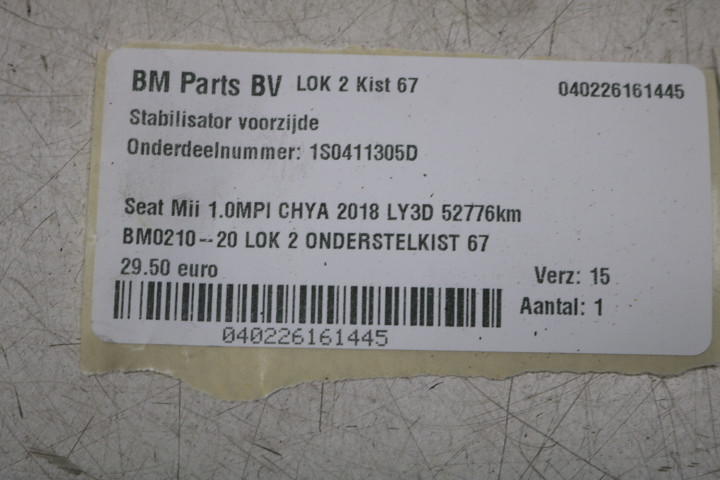 BM Parts BV LOK 2 Kist 67 040226161445
Stabilisator voorzijde
Onderdeelnummer: 1S0411305D
Seat Mii 1.0MPI CHYA 2018 LY3D 52776km
BM0210--20 LOK 2 ONDERSTELKIST 67
29.50 euro
Verz: 15
Aantal: 1
040226161445